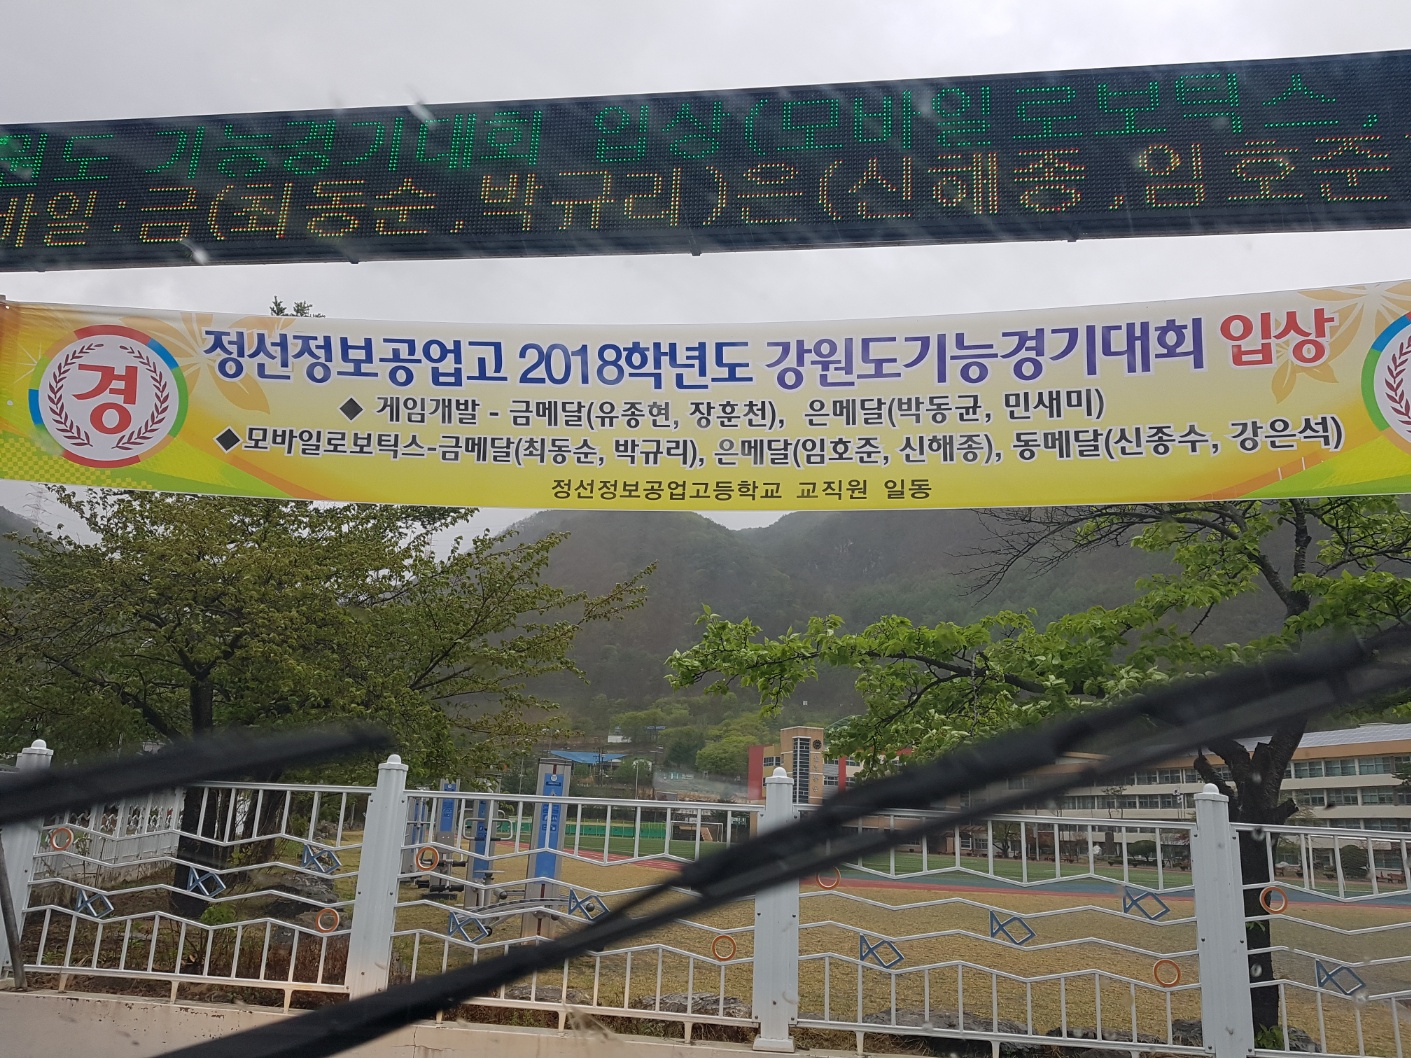 원도 기능경기대회 입상(모바일로보틱스,
바일:금(최동순,박규리)은(신해종,임호준
경
정선정보공업고 2018학년도 강원도기능경기대회 입상
◆ 게임개발 - 금메달(유종현, 장훈천), 은메달(박동균, 민새미)
◆모바일로보틱스-금메달(최동순, 박규리), 은메달(임호준, 신해종), 동메달(신종수, 강은석)
정선정보공업고등학교 교직원 일동